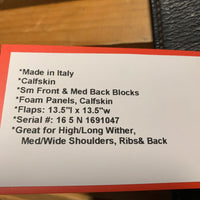 *Made in Italy
*Calfskin
*Sm Front & Med Back Blocks
*Foam Panels, Calfskin
*Flaps: 13.5"l x 13.5"w
*Serial #: 16 5 N 1691047
*Great for High/Long Wither,
Med/Wide Shoulders, Ribs& Back